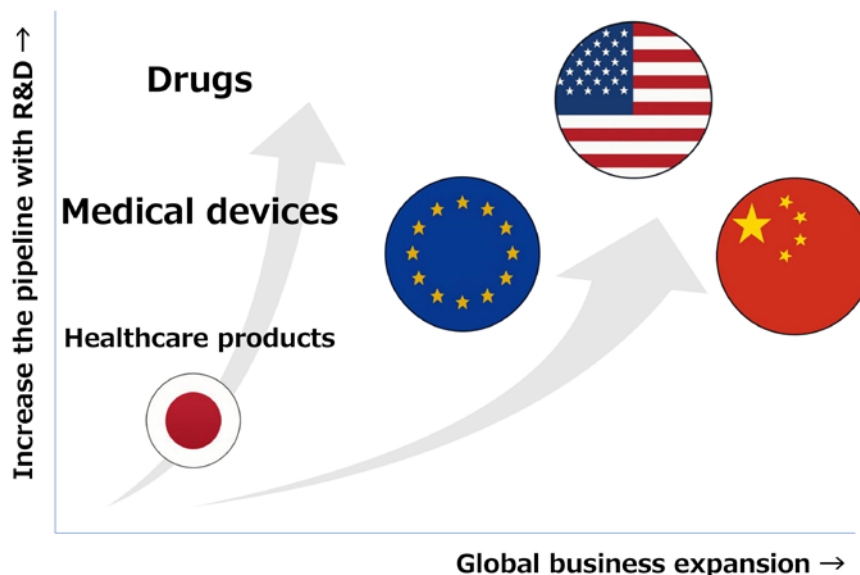 Increase the pipeline with R&D →
Drugs
Medical devices
Healthcare products
Global business expansion →